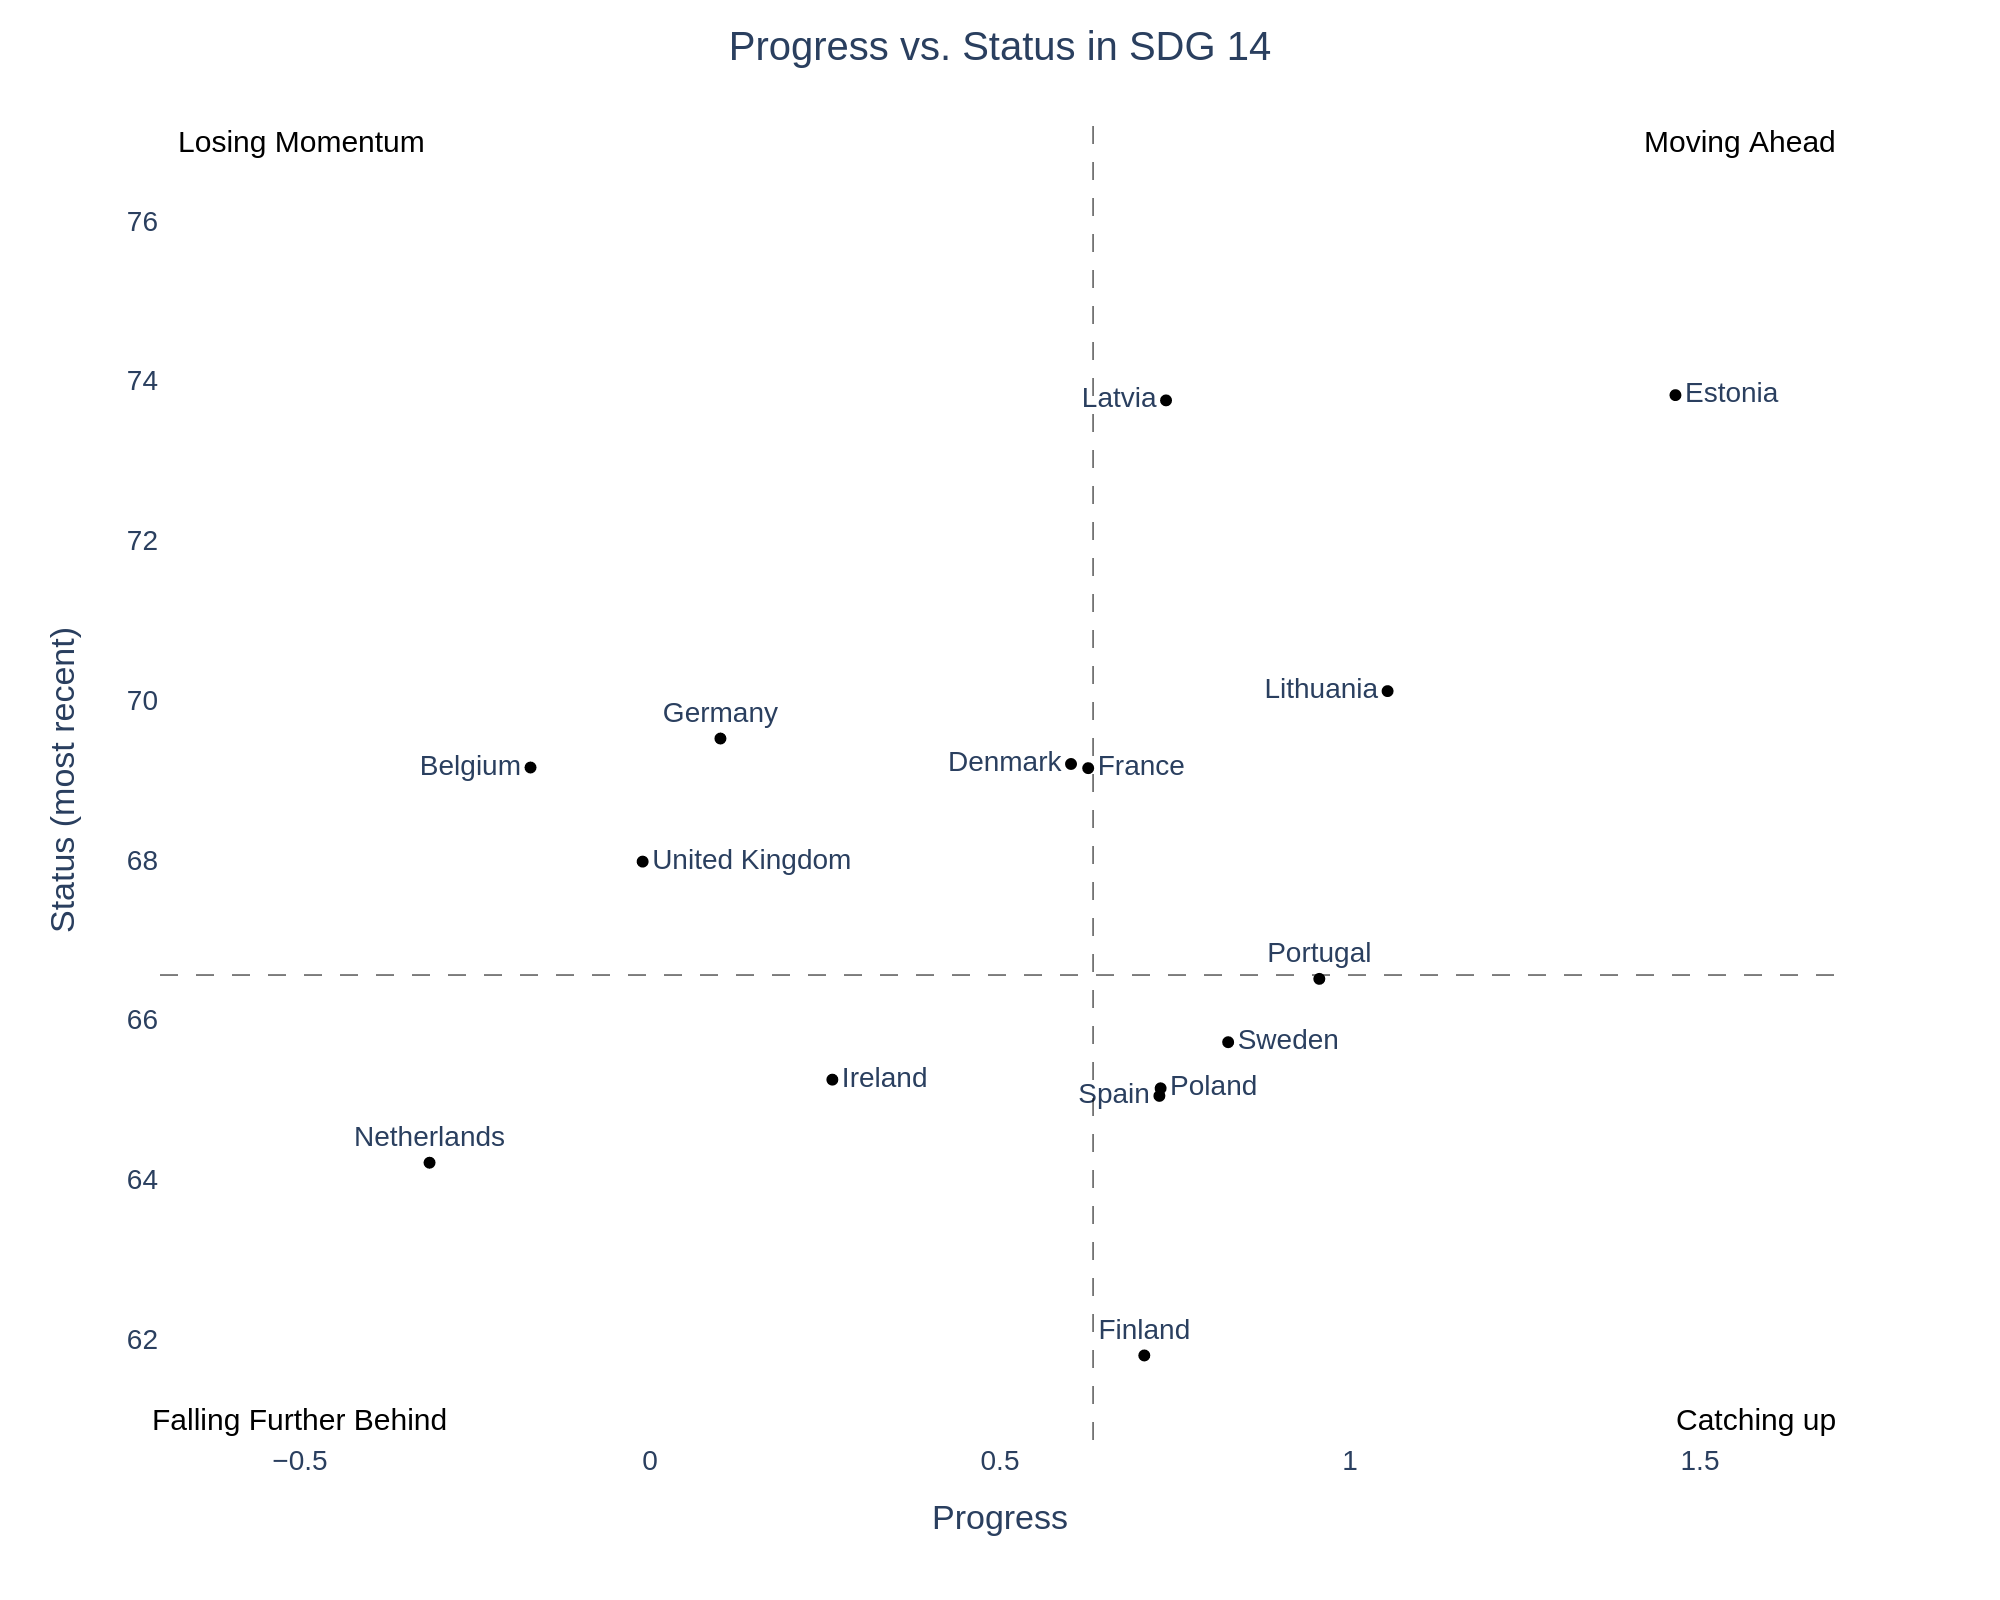 Progress vs. Status in SDG 14
Losing Momentum
Moving Ahead
76
74
72
70
68
66
64
62
Status (most recent)
Latvia
Estonia
Lithuania
Germany
Belgium
Denmark
France
United Kingdom
Portugal
Sweden
Ireland
Poland
Spain
Netherlands
Finland
Falling Further Behind
Catching up
−0.5
0
0.5
1
1.5
Progress